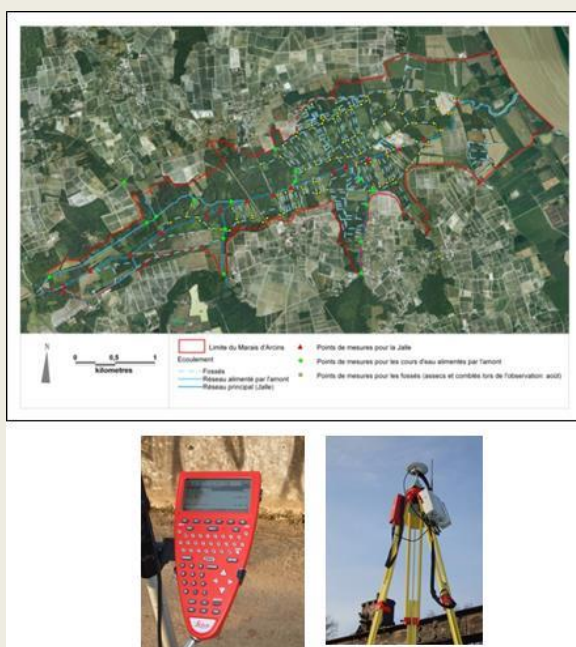 Limite du Marais d'Arcins
Ecoulement
Fossés
Réseau alimenté par l'amont
Réseau principal (Jalle)
Points de mesures pour la Jalle
Points de mesures pour les cours d'eau alimentés par l'amont
Points de mesures pour les fossés (assecs et comblés lors de l'observation: août)
N
0 0,5 1
kilometres
Leica